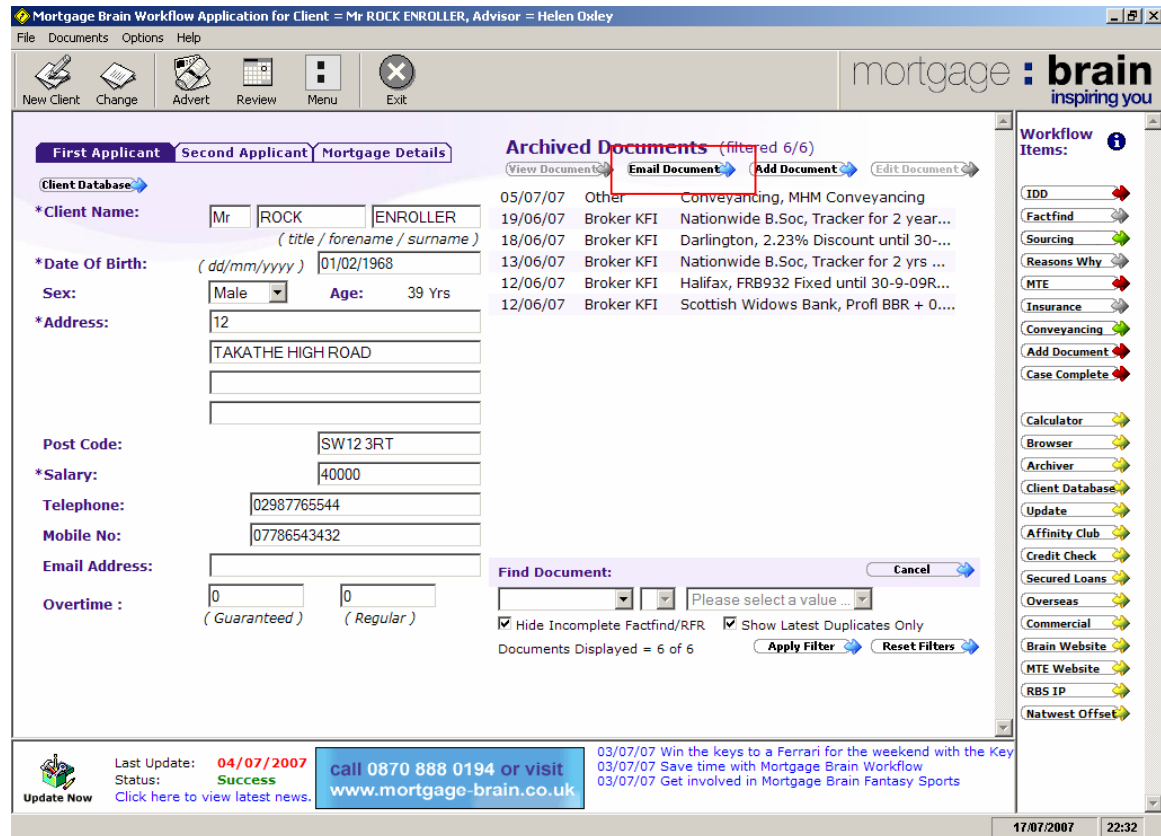 Mortgage Brain Workflow Application for Client = Mr ROCK ENROLLER, Advisor = Helen Oxley
File Documents Options Help
New Client Change Advert Review Menu Exit
mortgage : brain
inspiring you
First Applicant Second Applicant Mortgage Details
Client Database
*Client Name: Mr ROCK ENROLLER
( title / forename / surname )
*Date Of Birth: ( dd/mm/yyyy ) 01/02/1968
Sex: Male Age: 39 Yrs
*Address: 12
TAKATHE HIGH ROAD
Post Code: SW12 3RT
*Salary: 40000
Telephone: 02987765544
Mobile No: 07786543432
Email Address:
Overtime : 0 0
( Guaranteed ) ( Regular )
Archived Documents (filtered 6/6)
View Document Email Document Add Document Edit Document
05/07/07 Other Conveyancing, MHM Conveyancing
19/06/07 Broker KFI Nationwide B.Soc, Tracker for 2 year...
18/06/07 Broker KFI Darlington, 2.23% Discount until 30-...
13/06/07 Broker KFI Nationwide B.Soc, Tracker for 2 yrs ...
12/06/07 Broker KFI Halifax, FRB932 Fixed until 30-9-09R...
12/06/07 Broker KFI Scottish Widows Bank, Profl BBR + 0....
Find Document: Cancel
Please select a value ...
Hide Incomplete Factfind/RFR Show Latest Duplicates Only
Documents Displayed = 6 of 6 Apply Filter Reset Filters
Workflow
Items:
IDD
Factfind
Sourcing
Reasons Why
MTE
Insurance
Conveyancing
Add Document
Case Complete
Calculator
Browser
Archiver
Client Database
Update
Affinity Club
Credit Check
Secured Loans
Overseas
Commercial
Brain Website
MTE Website
RBS IP
Natwest Offset
Update Now
Last Update: 04/07/2007
Status: Success
Click here to view latest news.
call 0870 888 0194 or visit
www.mortgage-brain.co.uk
03/07/07 Win the keys to a Ferrari for the weekend with the Key
03/07/07 Save time with Mortgage Brain Workflow
03/07/07 Get involved in Mortgage Brain Fantasy Sports
17/07/2007 22:32